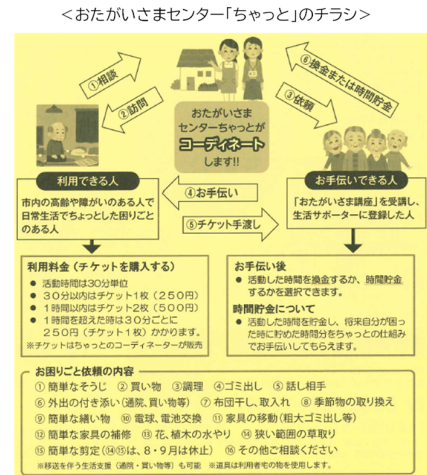 ＜おたがいさまセンター「ちゃっと」のチラシ＞
①相談
②訪問
おたがいさま
センターちゃっとが
コーディネート
します!!
③依頼
⑥換金または時間貯金
利用できる人
市内の高齢や障がいのある人で
日常生活でちょっとした困りごと
のある人
④お手伝い
⑤チケット手渡し
お手伝いできる人
「おたがいさま講座」を受講し、
生活サポーターに登録した人
利用料金（チケットを購入する）
● 活動時間は30分単位
● 30分以内はチケット1枚（250円）
● 1時間以内はチケット2枚（500円）
● 1時間を超えた時は30分ごとに
250円（チケット1枚）かかります。
※チケットはちゃっとのコーディネーターが販売
お手伝い後
● 活動した時間を換金するか、時間貯金
するかを選択できます。
時間貯金について
● 活動した時間を貯金し、将来自分が困っ
た時に貯めた時間分をちゃっとの仕組み
でお手伝いしてもらえます。
お困りごと依頼の内容
①簡単なそうじ ②買い物 ③調理 ④ゴミ出し ⑤話し相手
⑥外出の付き添い（通院、買い物等） ⑦布団干し、取入れ ⑧季節物の取り換え
⑨簡単な繕い物 ⑩電球、電池交換 ⑪家具の移動（粗大ゴミ出し等）
⑫簡単な家具の補修 ⑬花、植木の水やり ⑭狭い範囲の草取り
⑮簡単な剪定（⑭⑮は、8・9月は休止） ⑯その他ご相談ください
※移送を伴う生活支援（通院・買い物等）も可能 ※道具は利用者宅の物を使用します。